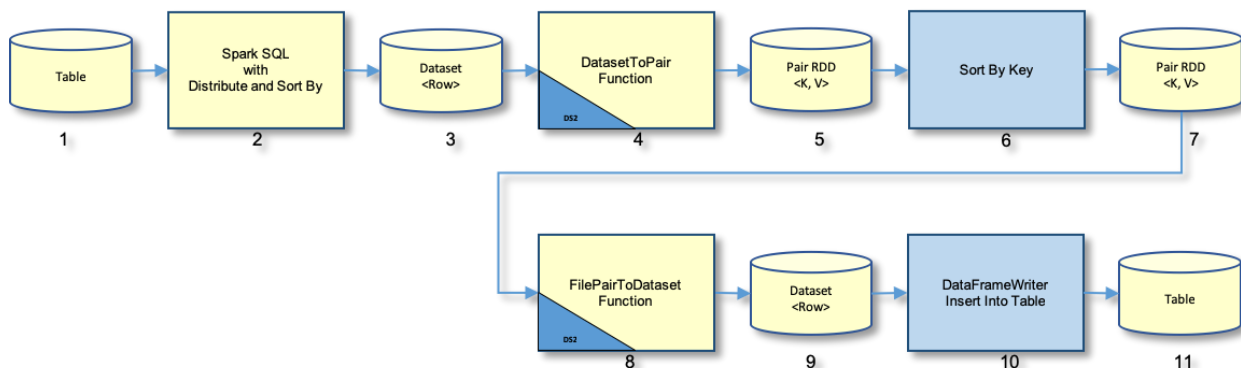 Table
Spark SQL
with
Distribute and Sort By
Dataset
<Row>
DatasetToPair
Function
DS2
Pair RDD
<K, V>
Sort By Key
Pair RDD
<K, V>
1
2
3
4
5
6
7
FilePairToDataset
Function
DS2
Dataset
<Row>
DataFrameWriter
Insert Into Table
Table
8
9
10
11